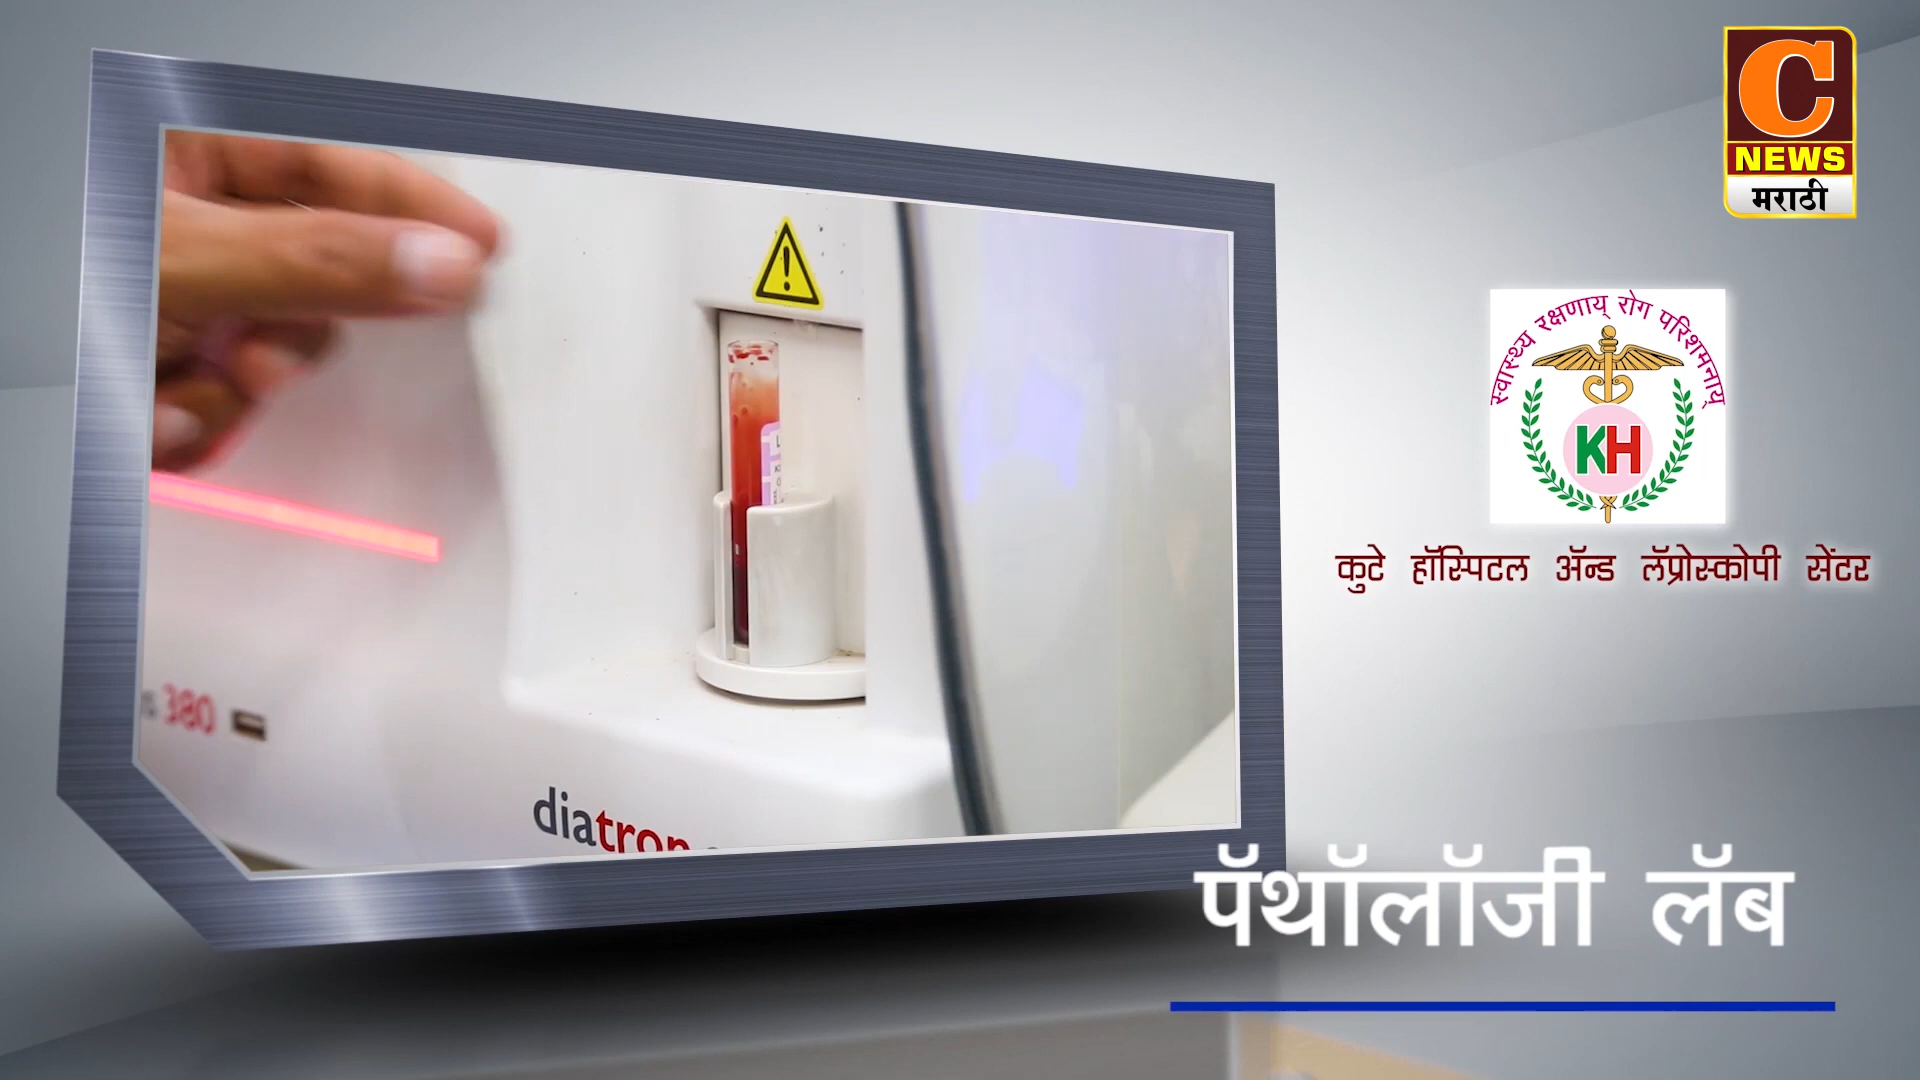 C
NEWS
मराठी
स्वास्थ्य रक्षणाय् रोग परिशमनाय्
KH
कुटे हॉस्पिटल अॅन्ड लॅप्रोस्कोपी सेंटर
380
diatron
पॅथॉलॉजी लॅब